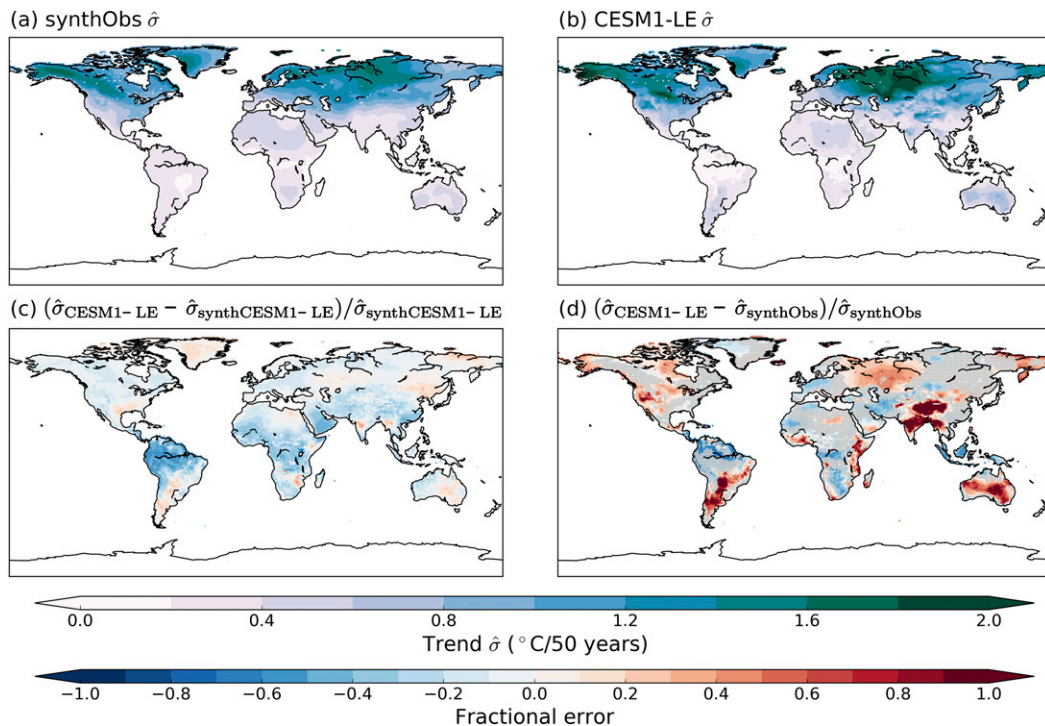 (a) synthObs σ̂
(b) CESM1-LE σ̂
(c) (σ̂CESM1-LE − σ̂synthCESM1-LE)/σ̂synthCESM1-LE
(d) (σ̂CESM1-LE − σ̂synthObs)/σ̂synthObs
0.0 0.4 0.8 1.2 1.6 2.0
Trend σ̂ (°C/50 years)
−1.0 −0.8 −0.6 −0.4 −0.2 0.0 0.2 0.4 0.6 0.8 1.0
Fractional error